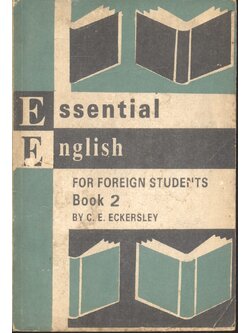 Essential
English
FOR FOREIGN STUDENTS
Book 2
BY C. E. ECKERSLEY